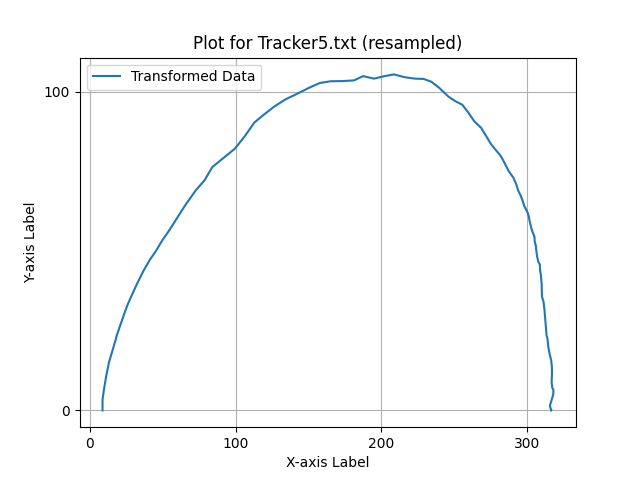 Plot for Tracker5.txt (resampled)
Transformed Data
100
0
Y-axis Label
0 100 200 300
X-axis Label